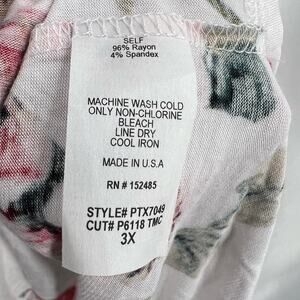 SELF
96% Rayon
4% Spandex
MACHINE WASH COLD
ONLY NON-CHLORINE
BLEACH
LINE DRY
COOL IRON
MADE IN U.S.A
RN # 152485
STYLE# PTX7049
CUT# P6118 TMC
3X